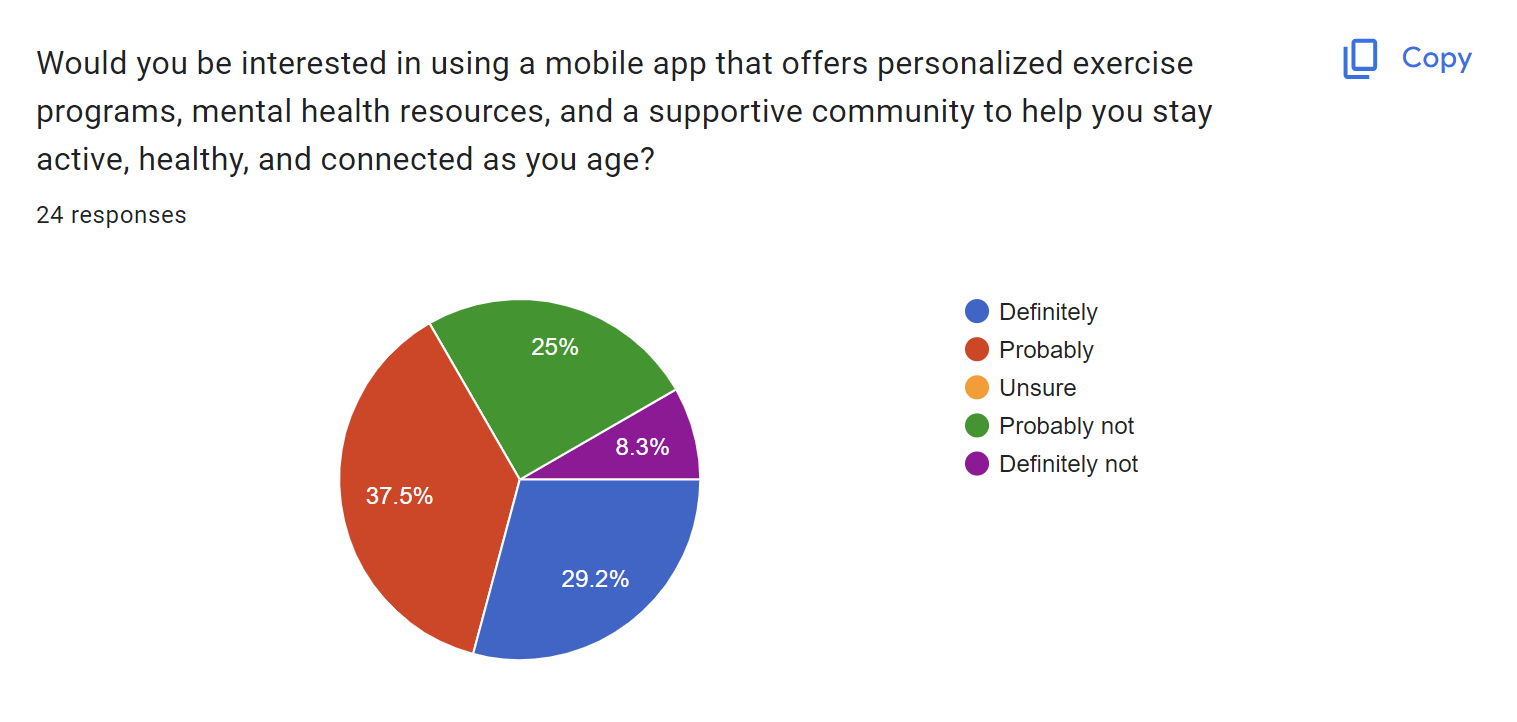 Would you be interested in using a mobile app that offers personalized exercise
programs, mental health resources, and a supportive community to help you stay
active, healthy, and connected as you age?
Copy
24 responses
25%
8.3%
37.5%
29.2%
Definitely
Probably
Unsure
Probably not
Definitely not